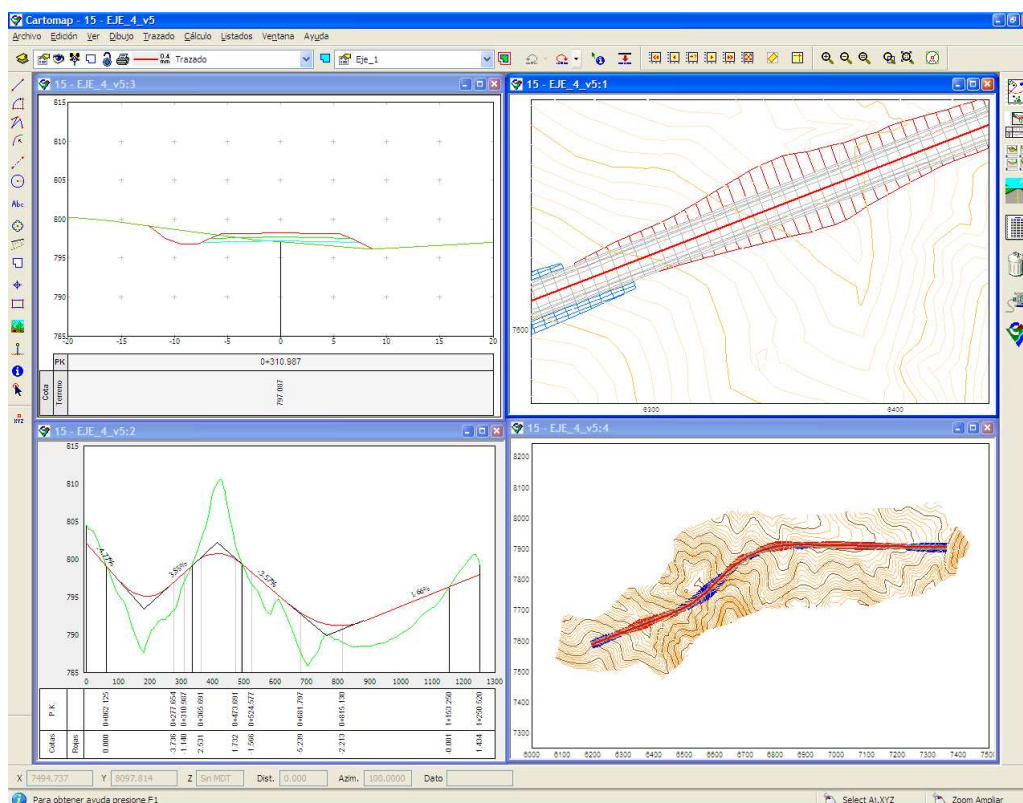 Cartomap - 15 - EJE_4_v5
Archivo Edición Ver Dibujo Trazado Cálculo Listados Ventana Ayuda
0.4 mm Trazado Eje_1
15 - EJE_4_v5:3
815
810
805
800
795
790
785
-20 -15 -10 -5 0 5 10 15 20
PK 0+310.987
Cota Terreno 797.087
15 - EJE_4_v5:1
7600
6300 6400
Abc
XYZ
15 - EJE_4_v5:2
815
810
805
800
795
790
785
-4.77% 3.85% -3.57% 1.66%
0 100 200 300 400 500 600 700 800 900 1000 1100 1200 1300
P.K. 0+062.125 0+277.654 0+310.987 0+365.691 0+473.691 0+524.577 0+681.797 0+815.130 1+153.250 1+250.520
Cotas Rojas 0.000 -3.736 -1.140 2.531 1.732 -1.566 -5.239 -2.213 0.001 -1.434
15 - EJE_4_v5:4
8200
8100
8000
7900
7800
7700
7600
7500
7400
7300
6000 6100 6200 6300 6400 6500 6600 6700 6800 6900 7000 7100 7200 7300 7400
X 7494.737 Y 8097.814 Z Sin MDT Dist. 0.000 Azim. 100.0000 Dato
Para obtener ayuda presione F1 Select At.XYZ Zoom Ampliar